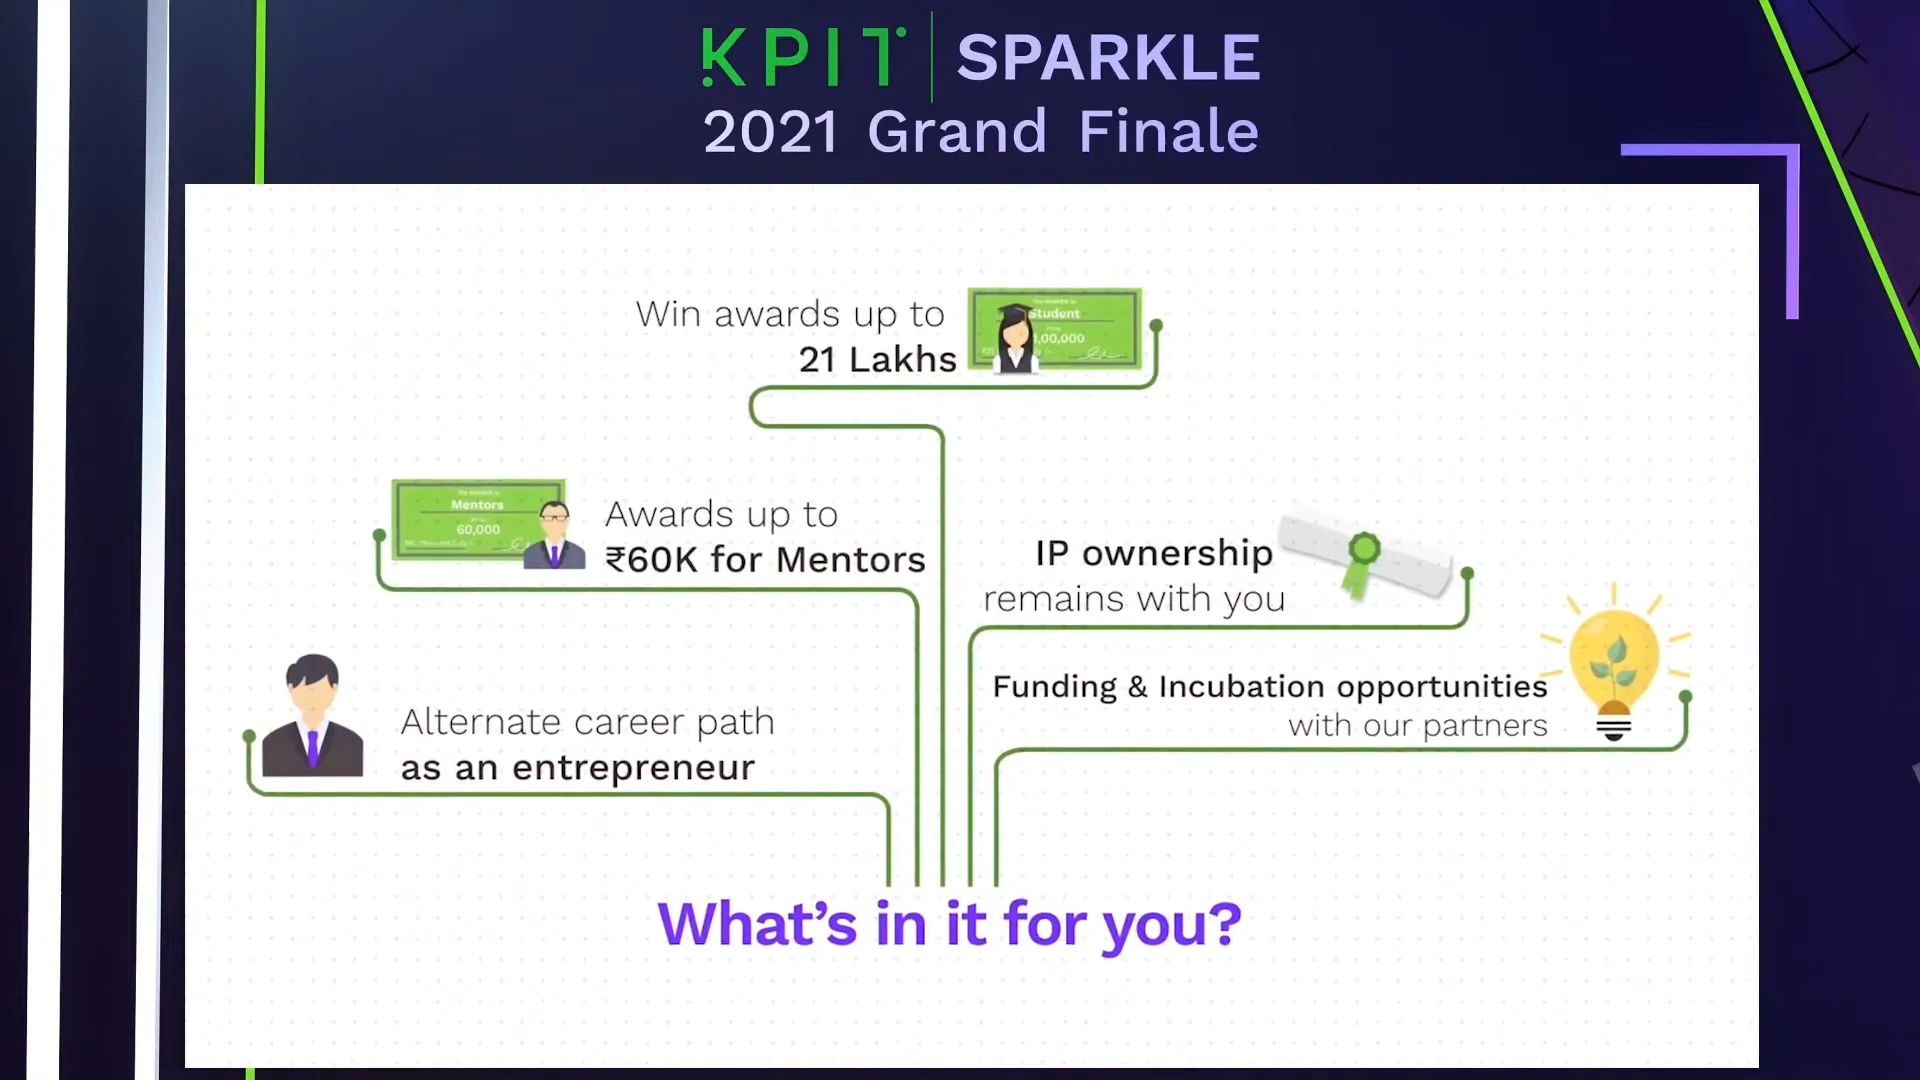 KPIT SPARKLE
2021 Grand Finale
Win awards up to
21 Lakhs
Student
Awards up to
₹60K for Mentors
Mentors
60,000
IP ownership
remains with you
Funding & Incubation opportunities
with our partners
Alternate career path
as an entrepreneur
What's in it for you?